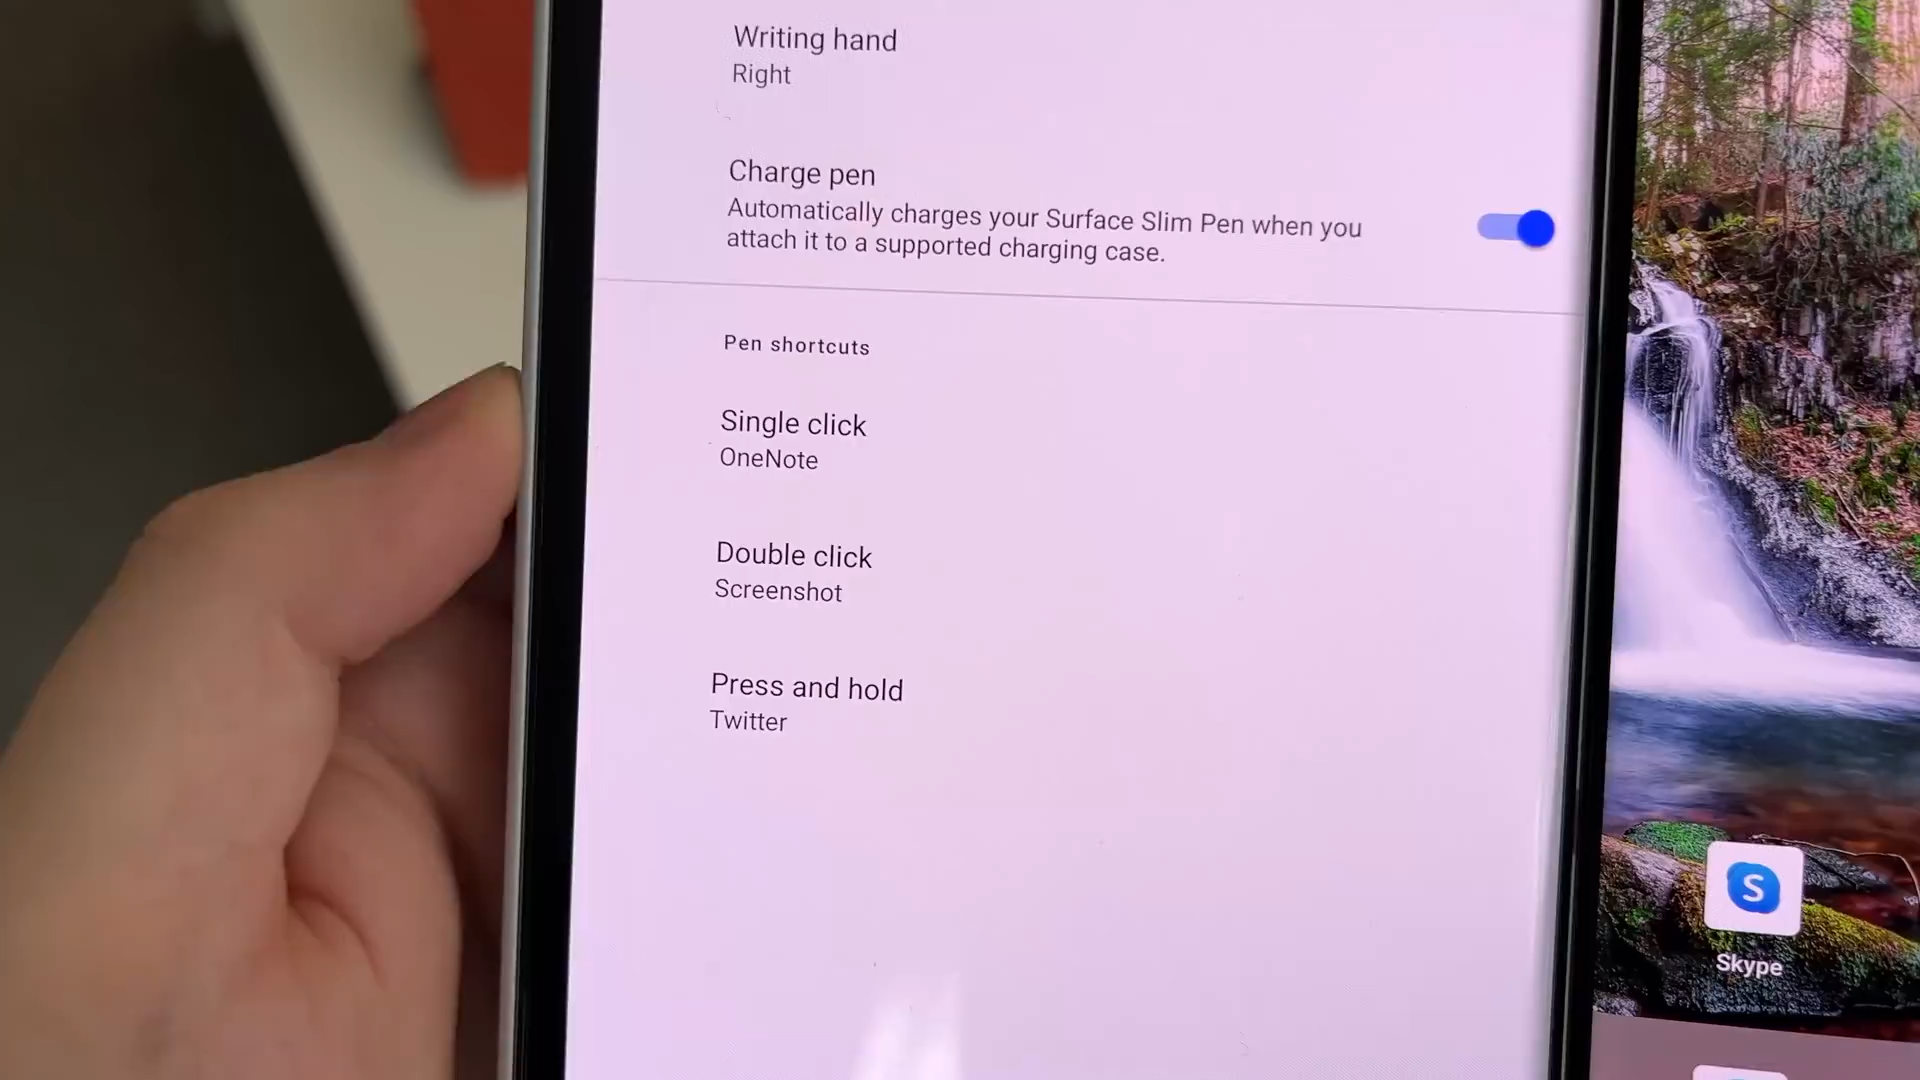 Writing hand
Right
Charge pen
Automatically charges your Surface Slim Pen when you
attach it to a supported charging case.
Pen shortcuts
Single click
OneNote
Double click
Screenshot
Press and hold
Twitter
S
Skype